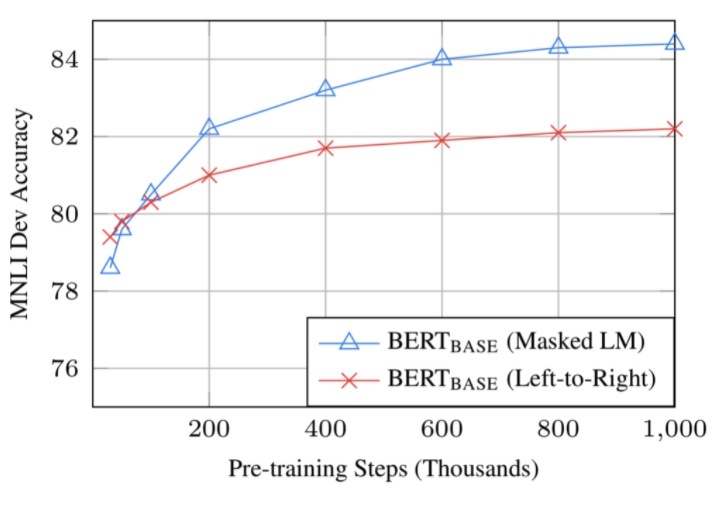 84
82
80
78
76
MNLI Dev Accuracy
BERTBASE (Masked LM)
BERTBASE (Left-to-Right)
200 400 600 800 1,000
Pre-training Steps (Thousands)